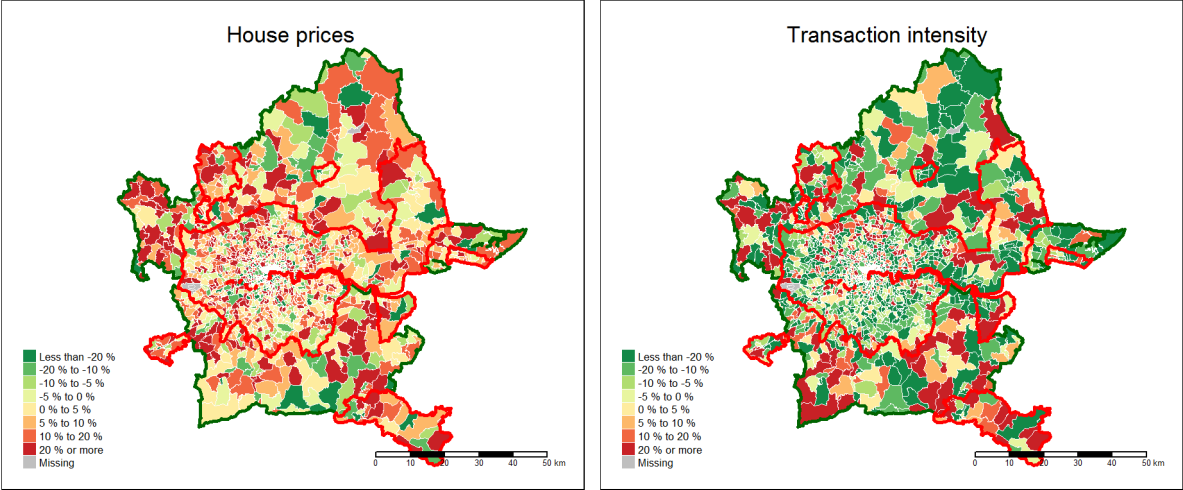 House prices
Less than -20 %
-20 % to -10 %
-10 % to -5 %
-5 % to 0 %
0 % to 5 %
5 % to 10 %
10 % to 20 %
20 % or more
Missing
0 10 20 30 40 50 km
Transaction intensity
Less than -20 %
-20 % to -10 %
-10 % to -5 %
-5 % to 0 %
0 % to 5 %
5 % to 10 %
10 % to 20 %
20 % or more
Missing
0 10 20 30 40 50 km